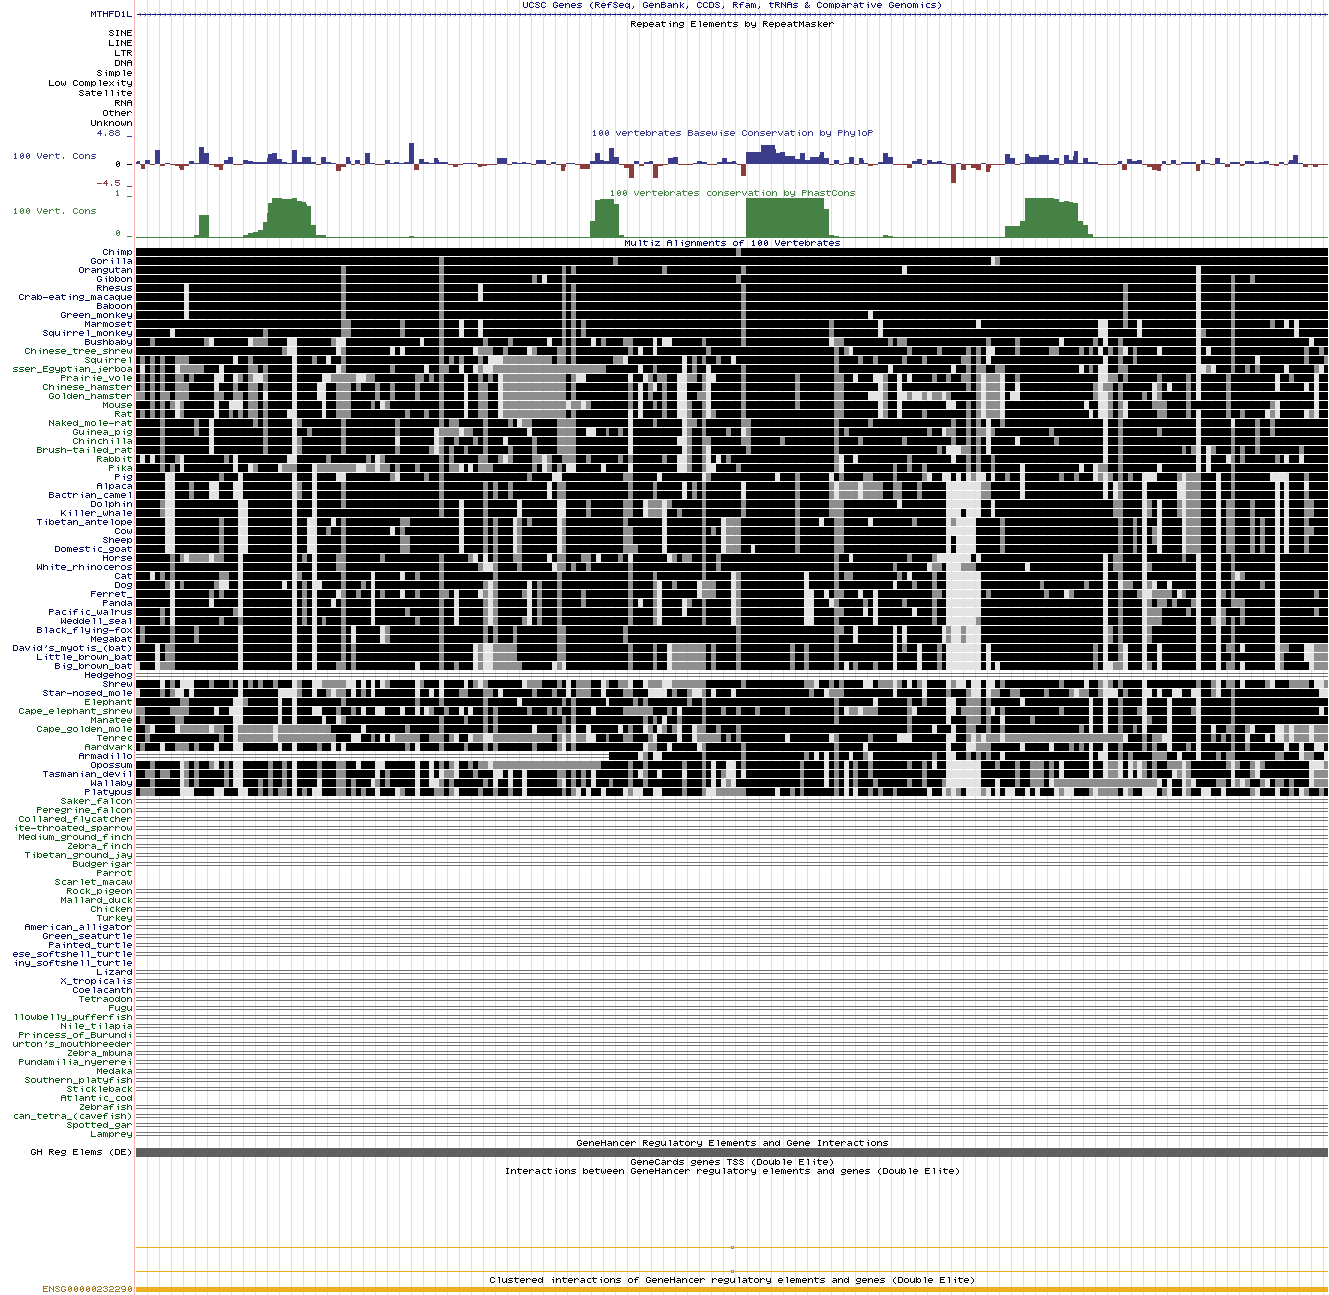 UCSC Genes (RefSeq, GenBank, CCDS, Rfam, tRNAs & Comparative Genomics)
MTHFD1L
Repeating Elements by RepeatMasker
SINE
LINE
LTR
DNA
Simple
Low Complexity
Satellite
RNA
Other
Unknown
4.88 _
100 vertebrates Basewise Conservation by PhyloP
100 Vert. Cons
0 _
-4.5 _
100 vertebrates conservation by PhastCons
1 _
100 Vert. Cons
0 _
Multiz Alignments of 100 Vertebrates
Chimp
Gorilla
Orangutan
Gibbon
Rhesus
Crab-eating_macaque
Baboon
Green_monkey
Marmoset
Squirrel_monkey
Bushbaby
Chinese_tree_shrew
Squirrel
sser_Egyptian_jerboa
Prairie_vole
Chinese_hamster
Golden_hamster
Mouse
Rat
Naked_mole-rat
Guinea_pig
Chinchilla
Brush-tailed_rat
Rabbit
Pika
Pig
Alpaca
Bactrian_camel
Dolphin
Killer_whale
Tibetan_antelope
Cow
Sheep
Domestic_goat
Horse
White_rhinoceros
Cat
Dog
Ferret_
Panda
Pacific_walrus
Weddell_seal
Black_flying-fox
Megabat
David's_myotis_(bat)
Little_brown_bat
Big_brown_bat
Hedgehog
Shrew
Star-nosed_mole
Elephant
Cape_elephant_shrew
Manatee
Cape_golden_mole
Tenrec
Aardvark
Armadillo
Opossum
Tasmanian_devil
Wallaby
Platypus
Saker_falcon
Peregrine_falcon
Collared_flycatcher
ite-throated_sparrow
Medium_ground_finch
Zebra_finch
Tibetan_ground_jay
Budgerigar
Parrot
Scarlet_macaw
Rock_pigeon
Mallard_duck
Chicken
Turkey
American_alligator
Green_seaturtle
Painted_turtle
ese_softshell_turtle
iny_softshell_turtle
Lizard
X_tropicalis
Coelacanth
Tetraodon
Fugu
llowbelly_pufferfish
Nile_tilapia
Princess_of_Burundi
urton's_mouthbreeder
Zebra_mbuna
Pundamilia_nyererei
Medaka
Southern_platyfish
Stickleback
Atlantic_cod
Zebrafish
can_tetra_(cavefish)
Spotted_gar
Lamprey
GeneHancer Regulatory Elements and Gene Interactions
GH Reg Elems (DE)
GeneCards genes TSS (Double Elite)
Interactions between GeneHancer regulatory elements and genes (Double Elite)
Clustered interactions of GeneHancer regulatory elements and genes (Double Elite)
ENSG00000232290